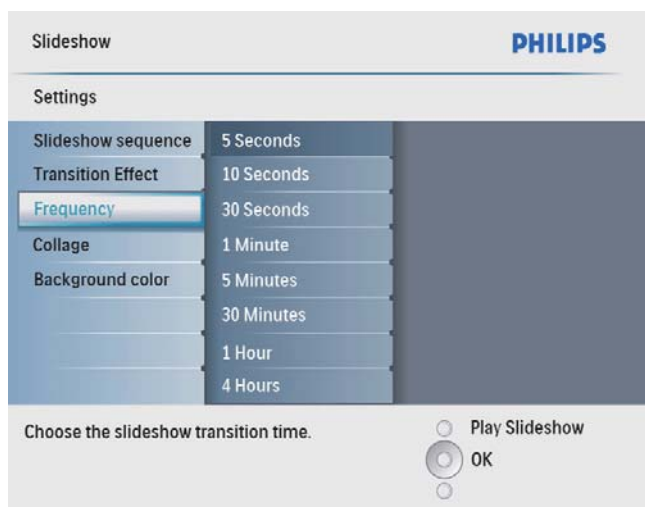 Slideshow
PHILIPS
Settings
Slideshow sequence
Transition Effect
Frequency
Collage
Background color
5 Seconds
10 Seconds
30 Seconds
1 Minute
5 Minutes
30 Minutes
1 Hour
4 Hours
Choose the slideshow transition time.
Play Slideshow
OK